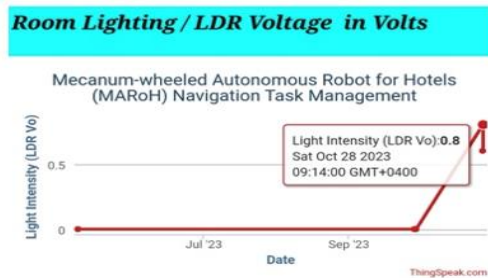 Room Lighting / LDR Voltage in Volts
Mecanum-wheeled Autonomous Robot for Hotels
(MARoH) Navigation Task Management
Light Intensity (LDR Vo)
0.5
0
Light Intensity (LDR Vo):0.8
Sat Oct 28 2023
09:14:00 GMT+0400
Jul '23
Sep '23
Date
ThingSpeak.com